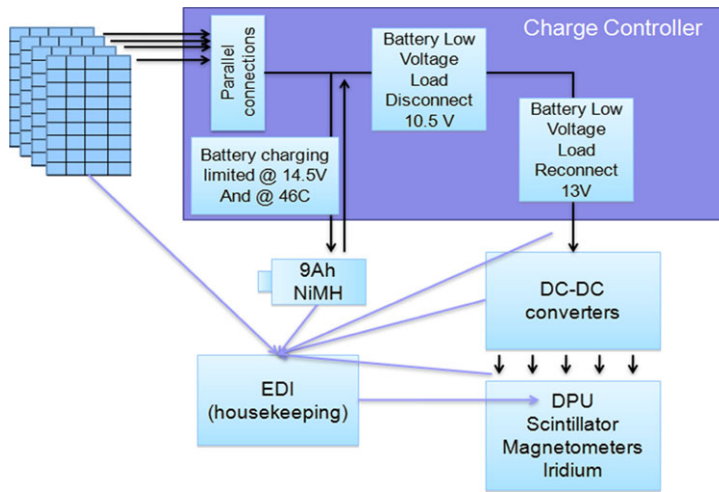 Charge Controller
Parallel
connections
Battery Low
Voltage
Load
Disconnect
10.5 V
Battery Low
Voltage
Load
Reconnect
13V
Battery charging
limited @ 14.5V
And @ 46C
9Ah
NiMH
DC-DC
converters
EDI
(housekeeping)
DPU
Scintillator
Magnetometers
Iridium